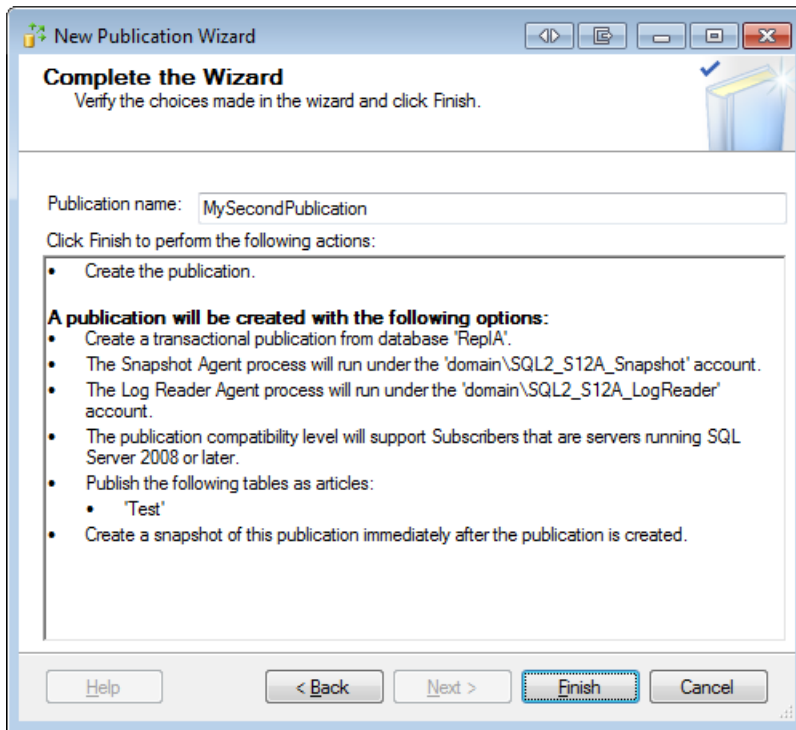 New Publication Wizard
Complete the Wizard
Verify the choices made in the wizard and click Finish.
Publication name: MySecondPublication
Click Finish to perform the following actions:
• Create the publication.
A publication will be created with the following options:
• Create a transactional publication from database 'ReplA'.
• The Snapshot Agent process will run under the 'domain\SQL2_S12A_Snapshot' account.
• The Log Reader Agent process will run under the 'domain\SQL2_S12A_LogReader'
account.
• The publication compatibility level will support Subscribers that are servers running SQL
Server 2008 or later.
• Publish the following tables as articles:
• 'Test'
• Create a snapshot of this publication immediately after the publication is created.
Help < Back Next > Finish Cancel